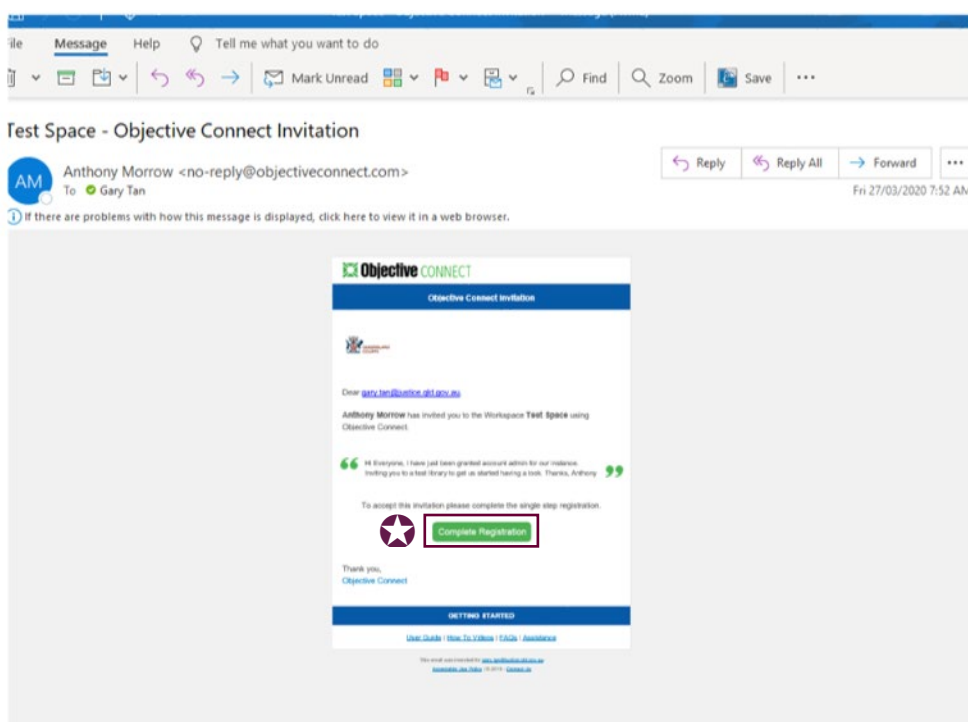 Message Help Tell me what you want to do
Mark Unread Find Zoom Save ...
Test Space - Objective Connect Invitation
AM Anthony Morrow <no-reply@objectiveconnect.com> Reply Reply All Forward ...
To Gary Tan Fri 27/03/2020 7:52 AM
If there are problems with how this message is displayed, click here to view it in a web browser.
Objective CONNECT
Objective Connect Invitation
Dear gary.tan@justice.qld.gov.au
Anthony Morrow has invited you to the Workspace Test Space using
Objective Connect.
Hi Everyone, I have just been granted account admin for our instance.
Inviting you to a test library to get us started having a look. Thanks, Anthony
To accept this invitation please complete the single step registration.
Complete Registration
Thank you,
Objective Connect
GETTING STARTED
User Guide | How To Videos | FAQs | Assistance